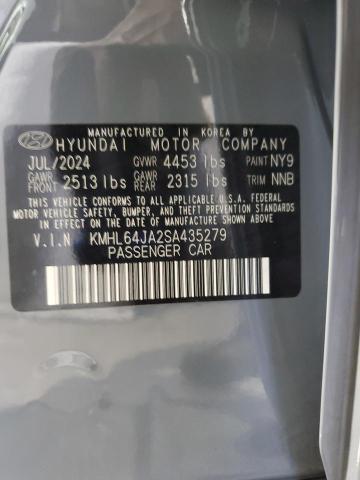 MANUFACTURED IN KOREA BY
HYUNDAI MOTOR COMPANY
JUL/2024 GVWR 4453 lbs PAINT NY9
GAWR FRONT 2513 lbs GAWR REAR 2315 lbs TRIM NNB
THIS VEHICLE CONFORMS TO ALL APPLICABLE U.S.A. FEDERAL
MOTOR VEHICLE SAFETY, BUMPER, AND THEFT PREVENTION
STANDARDS IN EFFECT ON THE DATE OF MANUFACTURE SHOWN ABOVE.
V.I.N KMHL64JA2SA435279
PASSENGER CAR